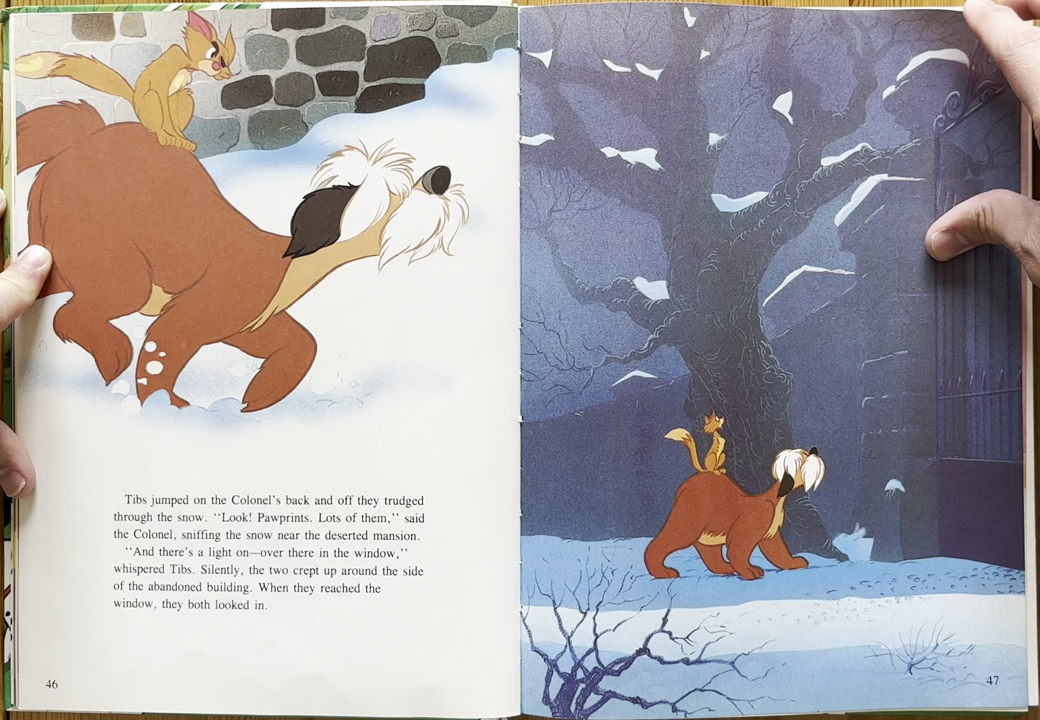 Tibs jumped on the Colonel's back and off they trudged
through the snow. "Look! Pawprints. Lots of them," said
the Colonel, sniffing the snow near the deserted mansion.
"And there's a light on—over there in the window,"
whispered Tibs. Silently, the two crept up around the side
of the abandoned building. When they reached the
window, they both looked in.
46
47